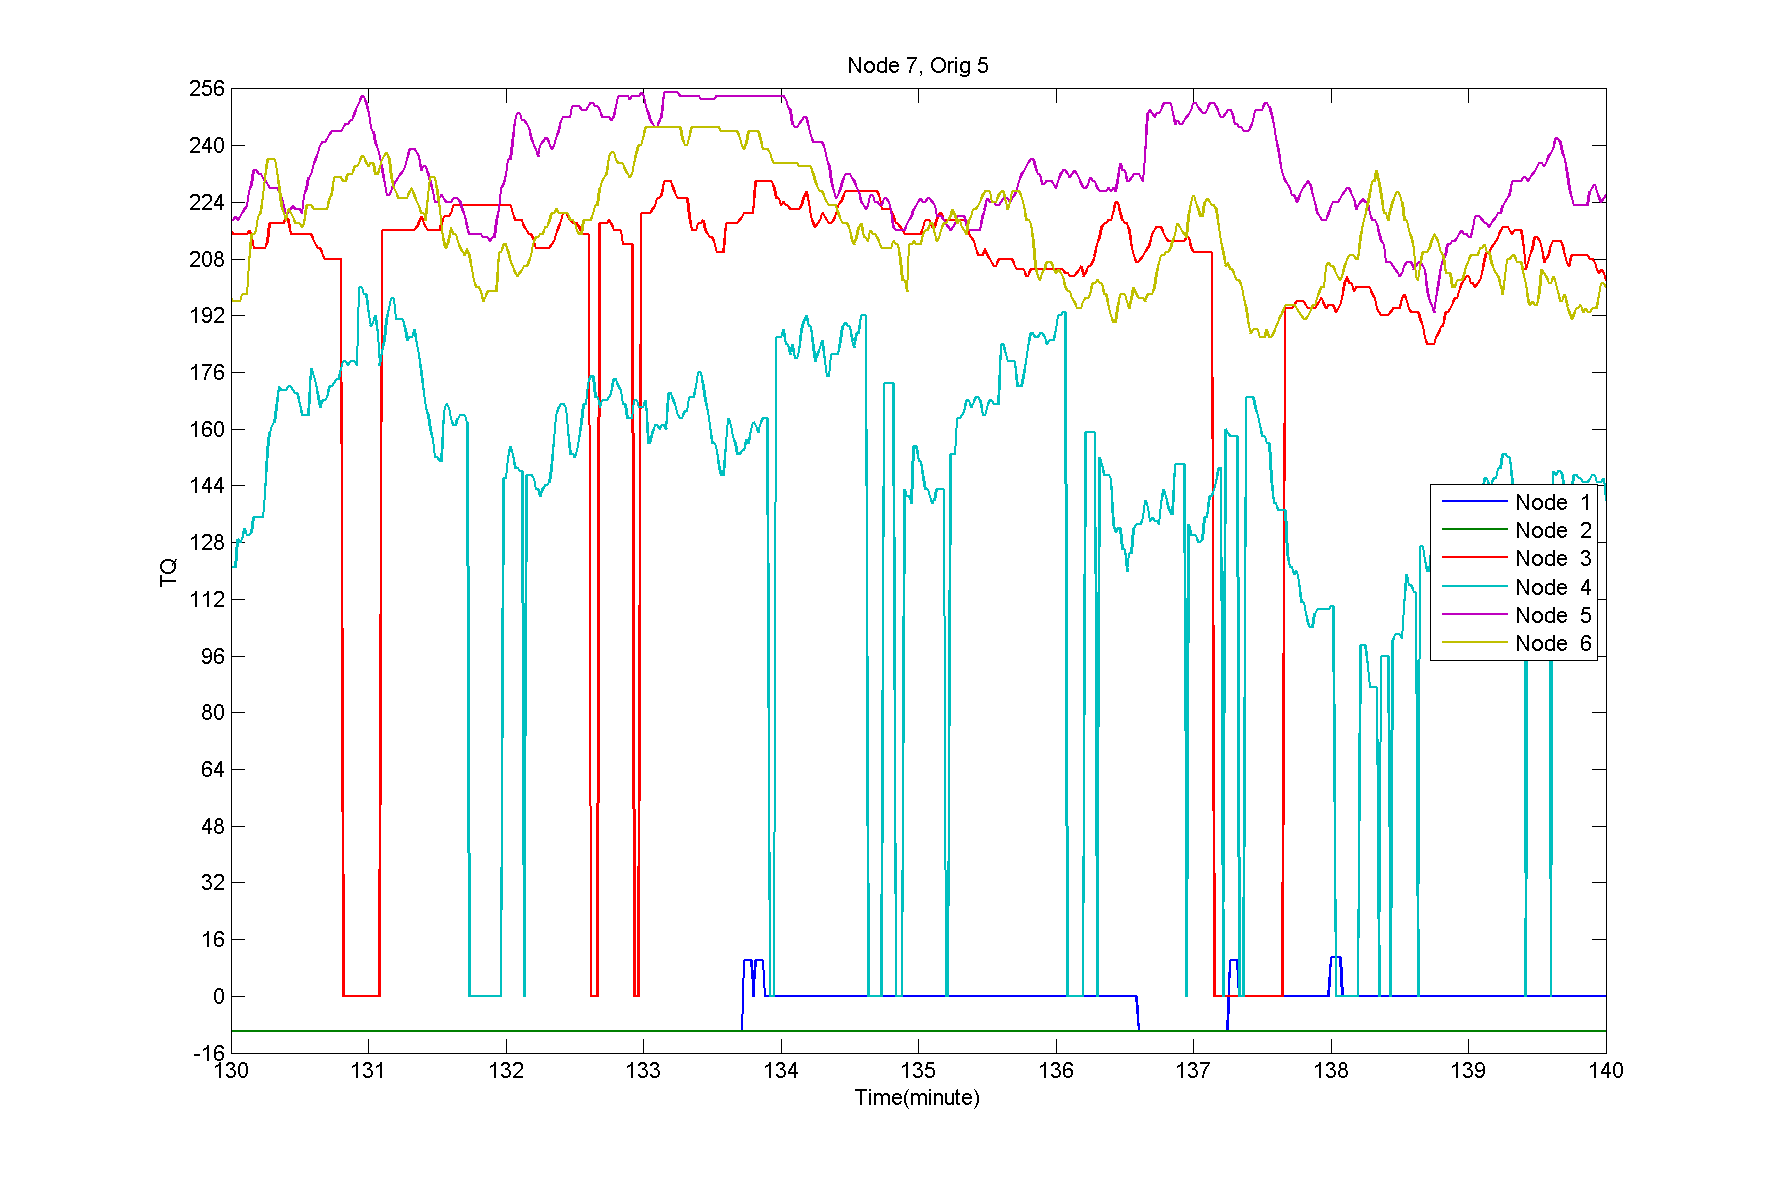 Node 7, Orig 5
256
240
224
208
192
176
160
144
128
112
96
80
64
48
32
16
0
-16
TQ
Node 1
Node 2
Node 3
Node 4
Node 5
Node 6
130 131 132 133 134 135 136 137 138 139 140
Time(minute)